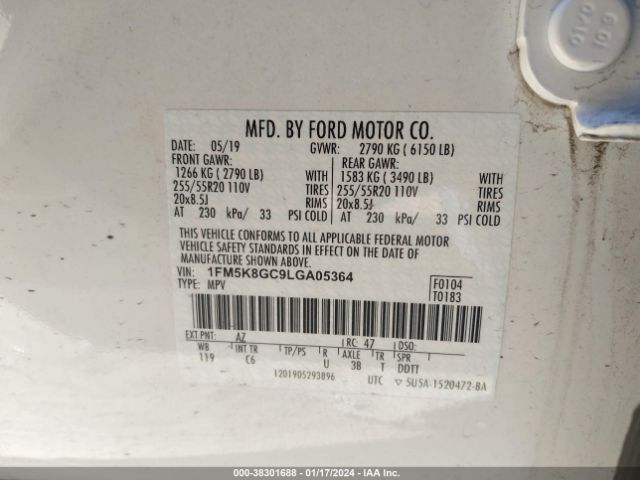 01/20
10.9
MFD. BY FORD MOTOR CO.
DATE: 05/19 GVWR: 2790 KG ( 6150 LB)
FRONT GAWR: REAR GAWR:
1266 KG ( 2790 LB) WITH 1583 KG ( 3490 LB) WITH
255/55R20 110V TIRES 255/55R20 110V TIRES
20x8.5J RIMS 20x8.5J RIMS
AT 230 kPa/ 33 PSI COLD AT 230 kPa/ 33 PSI COLD
THIS VEHICLE CONFORMS TO ALL APPLICABLE FEDERAL MOTOR
VEHICLE SAFETY STANDARDS IN EFFECT ON THE DATE OF
MANUFACTURE SHOWN ABOVE.
VIN: 1FM5K8GC9LGA05364 F0104
TYPE: MPV T0183
EXT PNT: AZ RC: 47 DSO:
WB INT TR TP/PS R AXLE TR SPR
119 C6 U 3B T DDTT
1201905293896 UTC ▽ 5U5A-1520472-BA
000-38301688 - 01/17/2024 - IAA Inc.